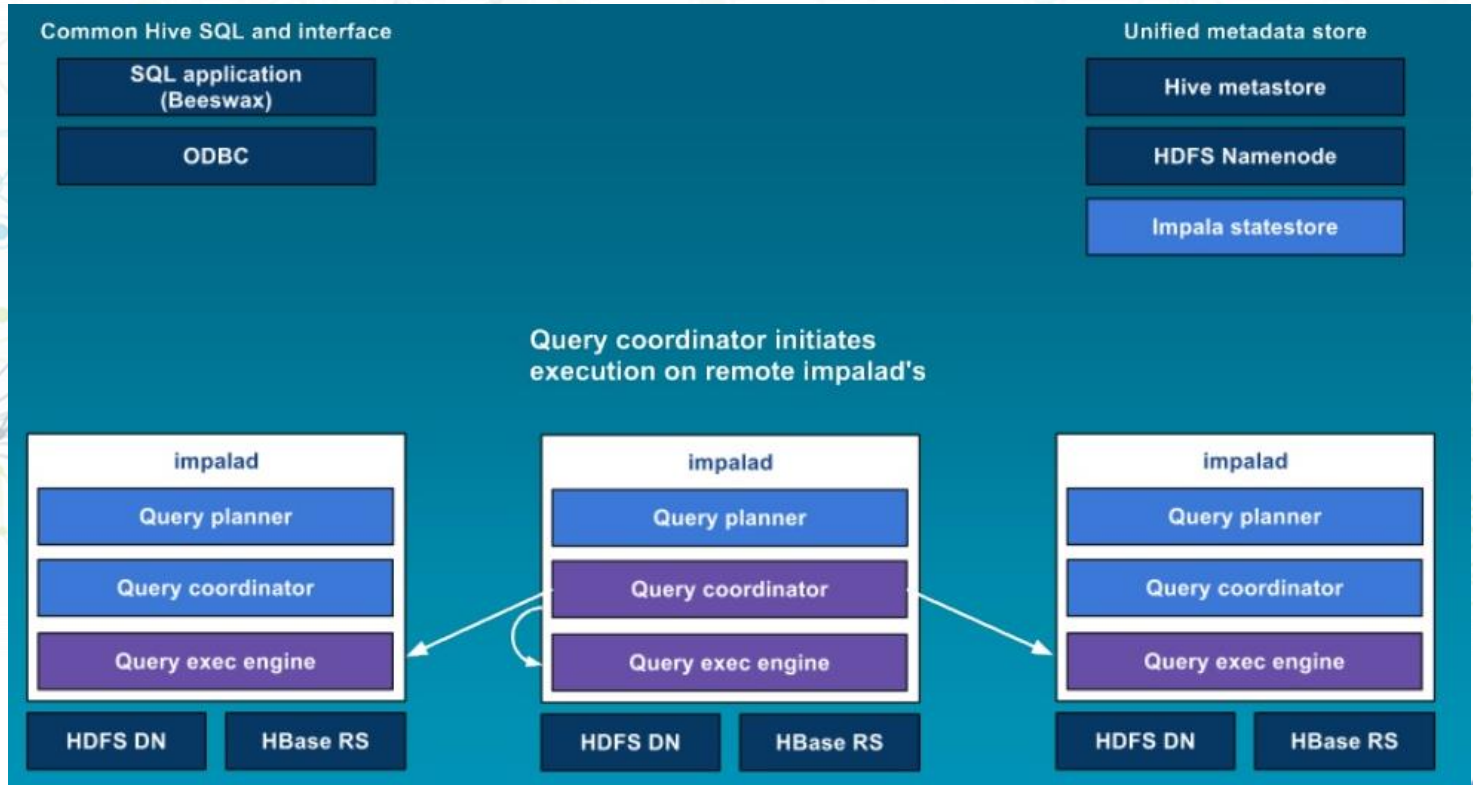 Common Hive SQL and interface
SQL application
(Beeswax)
ODBC
Unified metadata store
Hive metastore
HDFS Namenode
Impala statestore
Query coordinator initiates
execution on remote impalad's
impalad
Query planner
Query coordinator
Query exec engine
HDFS DN
HBase RS
impalad
Query planner
Query coordinator
Query exec engine
HDFS DN
HBase RS
impalad
Query planner
Query coordinator
Query exec engine
HDFS DN
HBase RS